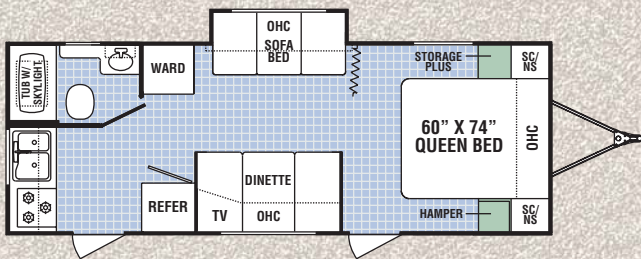 OHC
SOFA
BED
TUB W/
SKYLIGHT
WARD
STORAGE
PLUS
SC/
NS
60” X 74”
QUEEN BED
OHC
DINETTE
REFER
TV
OHC
HAMPER
SC/
NS